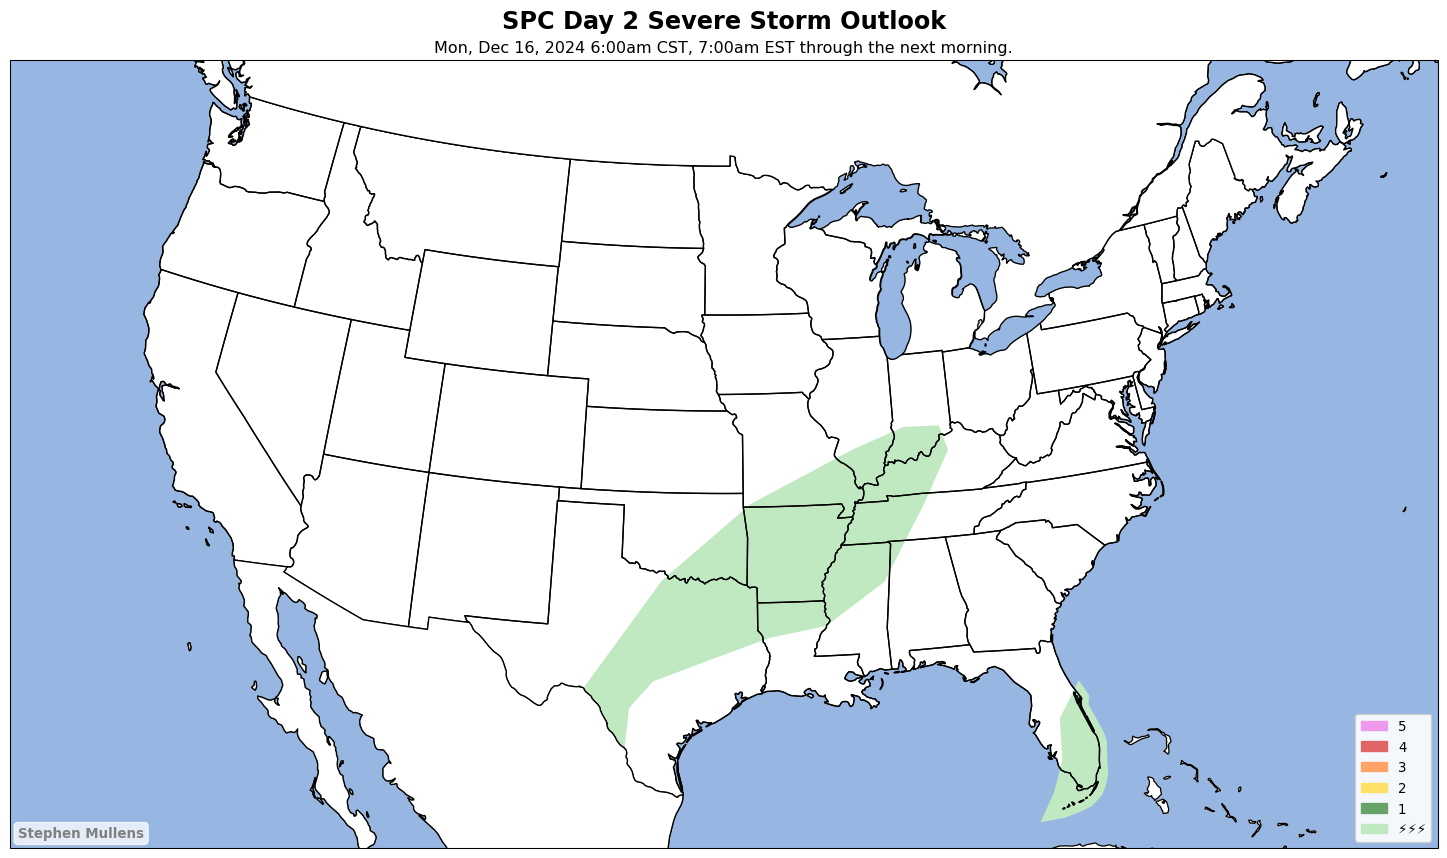 SPC Day 2 Severe Storm Outlook
Mon, Dec 16, 2024 6:00am CST, 7:00am EST through the next morning.
5
4
3
2
1
⚡⚡⚡
Stephen Mullens